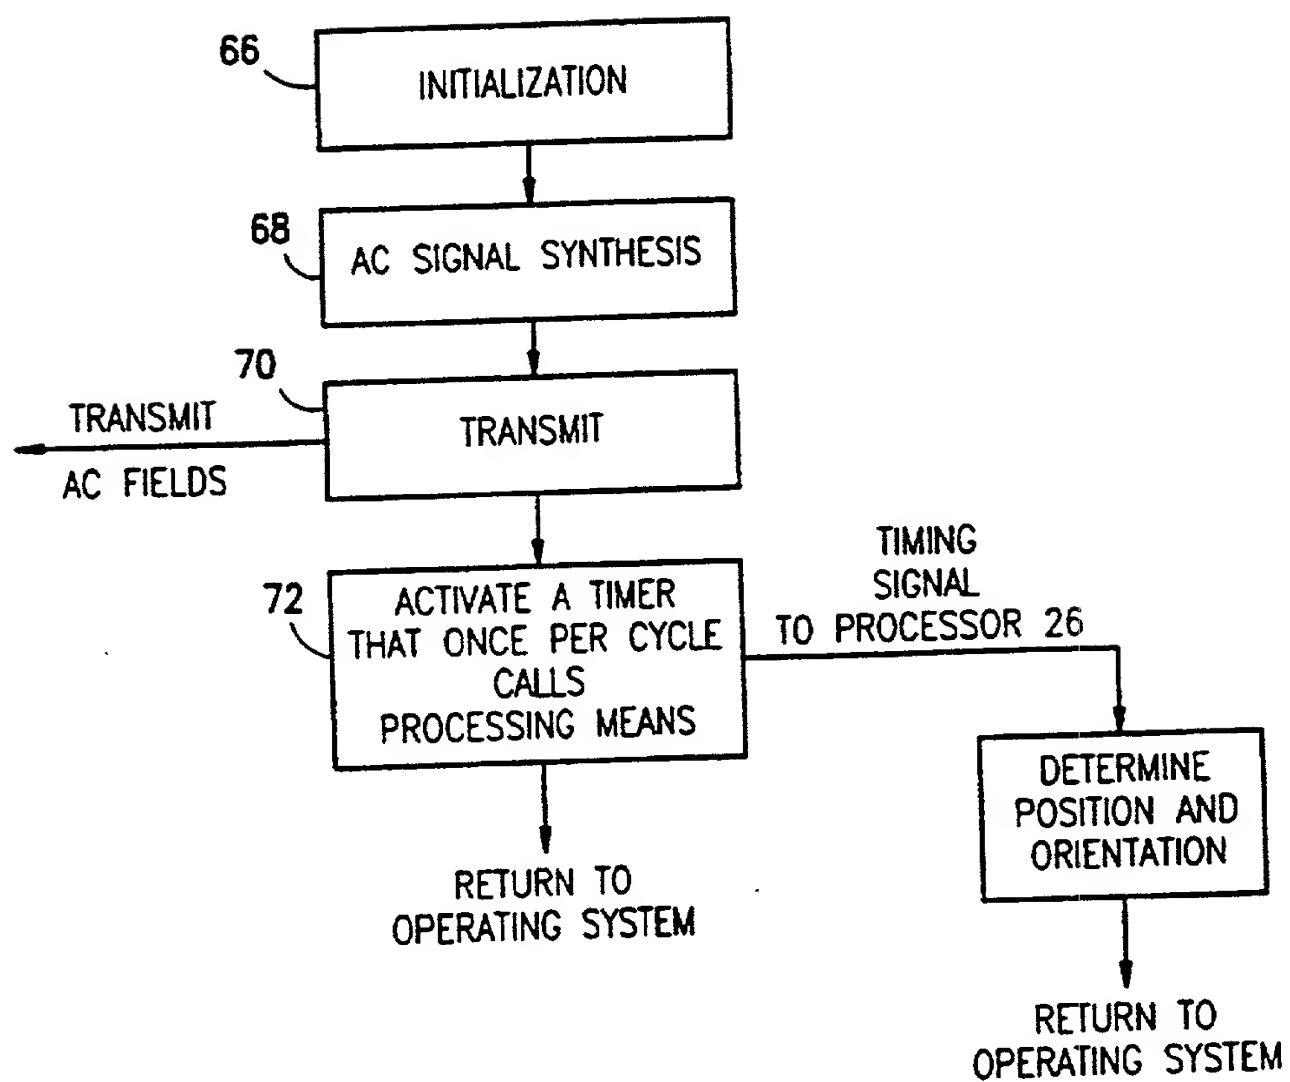 66
INITIALIZATION
68
AC SIGNAL SYNTHESIS
70
TRANSMIT
AC FIELDS
TRANSMIT
72
ACTIVATE A TIMER
THAT ONCE PER CYCLE
CALLS
PROCESSING MEANS
TIMING
SIGNAL
TO PROCESSOR 26
DETERMINE
POSITION AND
ORIENTATION
RETURN TO
OPERATING SYSTEM
RETURN TO
OPERATING SYSTEM